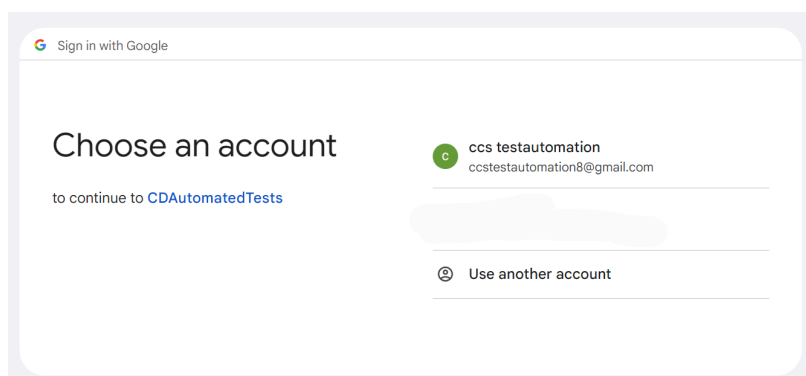 Sign in with Google
Choose an account
to continue to CDAutomatedTests
C
ccs testautomation
ccstestautomation8@gmail.com
Use another account